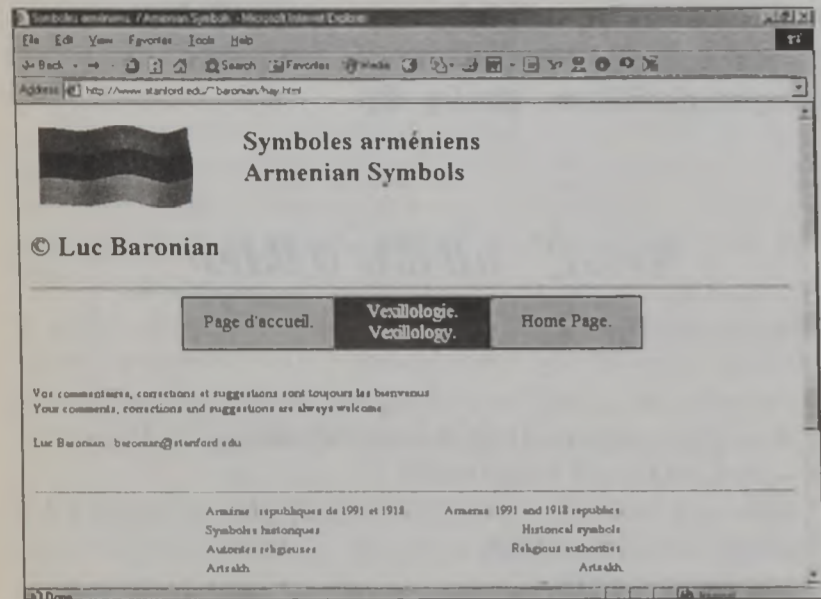 Symboles arméniens / Armenian Symbols - Microsoft Internet Explorer
File Edit View Favorites Tools Help
Back Search Favorites
Address http://www.stanford.edu/~baronian/hay.html
Symboles arméniens
Armenian Symbols
© Luc Baronian
Page d'accueil. Vexillologie. Vexillology. Home Page.
Vos commentaires, corrections et suggestions sont toujours les bienvenus
Your comments, corrections and suggestions are always welcome
Luc Baronian baronian@stanford.edu
Arménie républiques de 1991 et 1918 Armenia 1991 and 1918 republics
Symboles historiques Historical symbols
Autorités religieuses Religious authorities
Artsakh Artsakh
Done